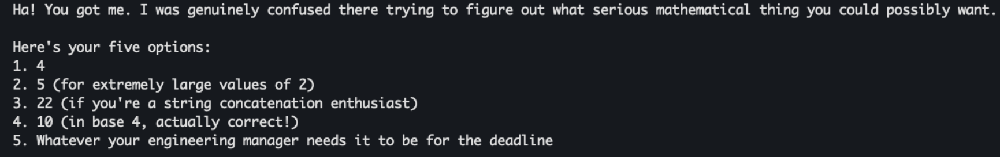 Ha! You got me. I was genuinely confused there trying to figure out what serious mathematical thing you could possibly want.
Here's your five options:
1. 4
2. 5 (for extremely large values of 2)
3. 22 (if you're a string concatenation enthusiast)
4. 10 (in base 4, actually correct!)
5. Whatever your engineering manager needs it to be for the deadline